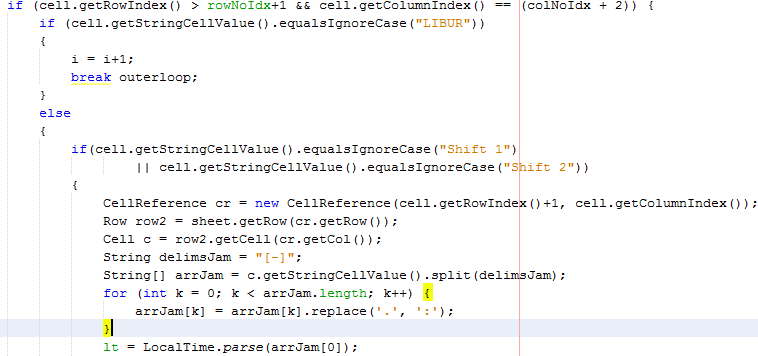 if (cell.getRowIndex() > rowNoIdx+1 && cell.getColumnIndex() == (colNoIdx + 2)) {
if (cell.getStringCellValue().equalsIgnoreCase("LIBUR"))
{
i = i+1;
break outerloop;
}
else
{
if(cell.getStringCellValue().equalsIgnoreCase("Shift 1")
|| cell.getStringCellValue().equalsIgnoreCase("Shift 2"))
{
CellReference cr = new CellReference(cell.getRowIndex()+1, cell.getColumnIndex());
Row row2 = sheet.getRow(cr.getRow());
Cell c = row2.getCell(cr.getCol());
String delimsJam = "[-]";
String[] arrJam = c.getStringCellValue().split(delimsJam);
for (int k = 0; k < arrJam.length; k++) {
arrJam[k] = arrJam[k].replace('.', ':');
}
lt = LocalTime.parse(arrJam[0]);